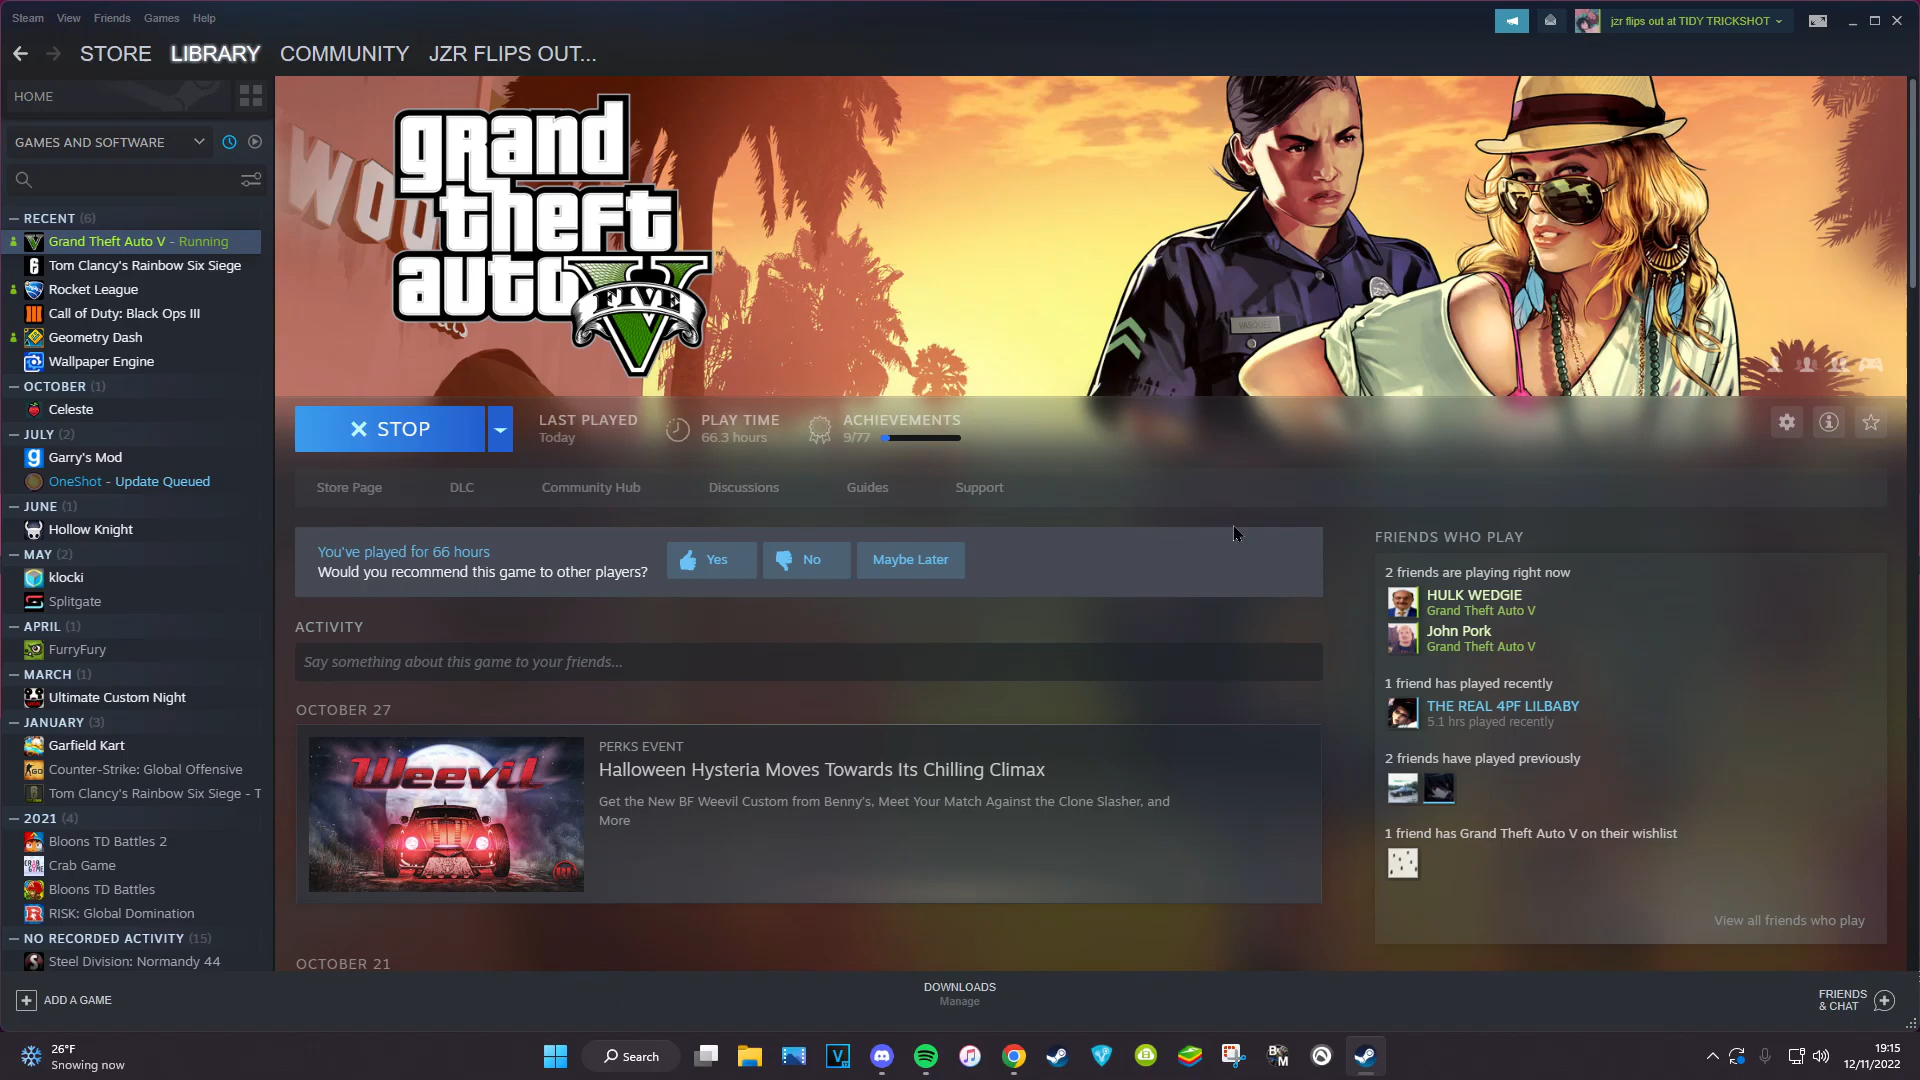 Steam View Friends Games Help
jzr flips out at TIDY TRICKSHOT
STORE LIBRARY COMMUNITY JZR FLIPS OUT...
HOME
GAMES AND SOFTWARE
RECENT (6)
Grand Theft Auto V - Running
Tom Clancy's Rainbow Six Siege
Rocket League
Call of Duty: Black Ops III
Geometry Dash
Wallpaper Engine
OCTOBER (1)
Celeste
JULY (2)
Garry's Mod
OneShot - Update Queued
JUNE (1)
Hollow Knight
MAY (2)
klocki
Splitgate
APRIL (1)
FurryFury
MARCH (1)
Ultimate Custom Night
JANUARY (3)
Garfield Kart
Counter-Strike: Global Offensive
Tom Clancy's Rainbow Six Siege - T
2021 (4)
Bloons TD Battles 2
Crab Game
Bloons TD Battles
RISK: Global Domination
NO RECORDED ACTIVITY (15)
Steel Division: Normandy 44
ADD A GAME
grand
theft
auto V
FIVE
VASQUEZ
STOP
LAST PLAYED
Today
PLAY TIME
66.3 hours
ACHIEVEMENTS
9/77
Store Page DLC Community Hub Discussions Guides Support
You've played for 66 hours
Would you recommend this game to other players?
Yes No Maybe Later
ACTIVITY
Say something about this game to your friends...
OCTOBER 27
Weevil
PERKS EVENT
Halloween Hysteria Moves Towards Its Chilling Climax
Get the New BF Weevil Custom from Benny's, Meet Your Match Against the Clone Slasher, and
More
OCTOBER 21
FRIENDS WHO PLAY
2 friends are playing right now
HULK WEDGIE
Grand Theft Auto V
John Pork
Grand Theft Auto V
1 friend has played recently
THE REAL 4PF LILBABY
5.1 hrs played recently
2 friends have played previously
1 friend has Grand Theft Auto V on their wishlist
View all friends who play
DOWNLOADS
Manage
FRIENDS
& CHAT
26°F
Snowing now
Search
19:15
12/11/2022